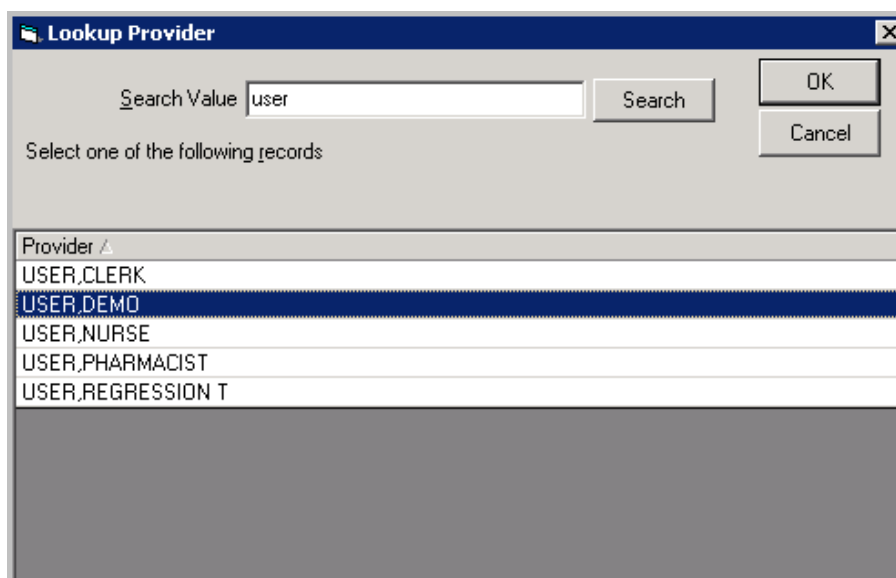 Lookup Provider
Search Value user Search OK
Cancel
Select one of the following records
Provider
USER,CLERK
USER,DEMO
USER,NURSE
USER,PHARMACIST
USER,REGRESSION T